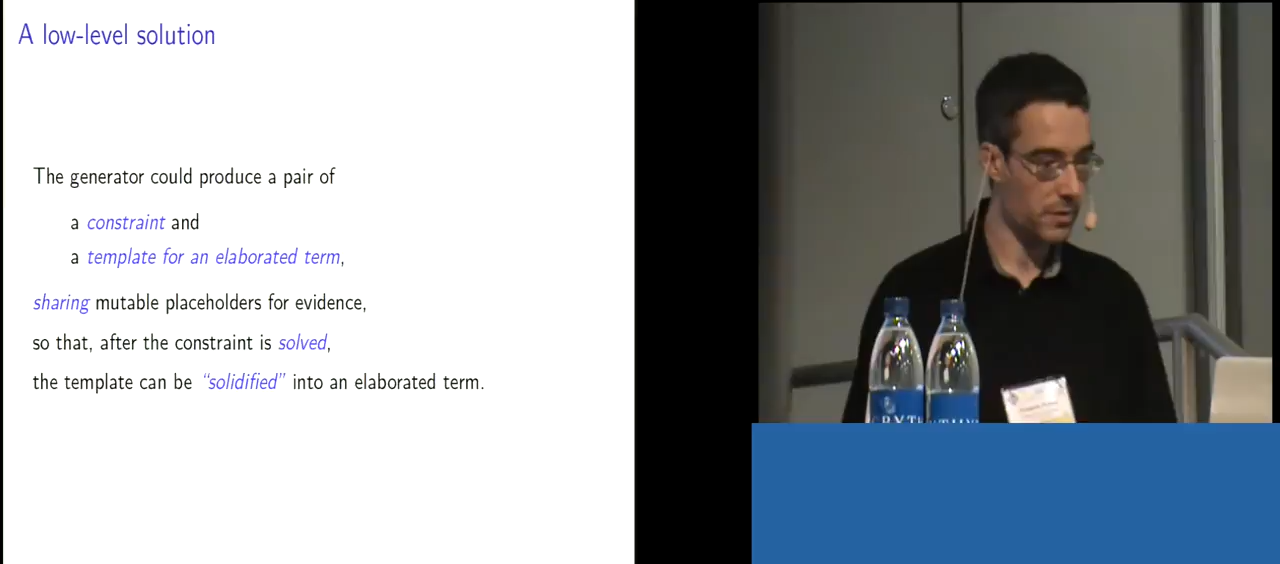 A low-level solution
The generator could produce a pair of
a constraint and
a template for an elaborated term,
sharing mutable placeholders for evidence,
so that, after the constraint is solved,
the template can be “solidified” into an elaborated term.